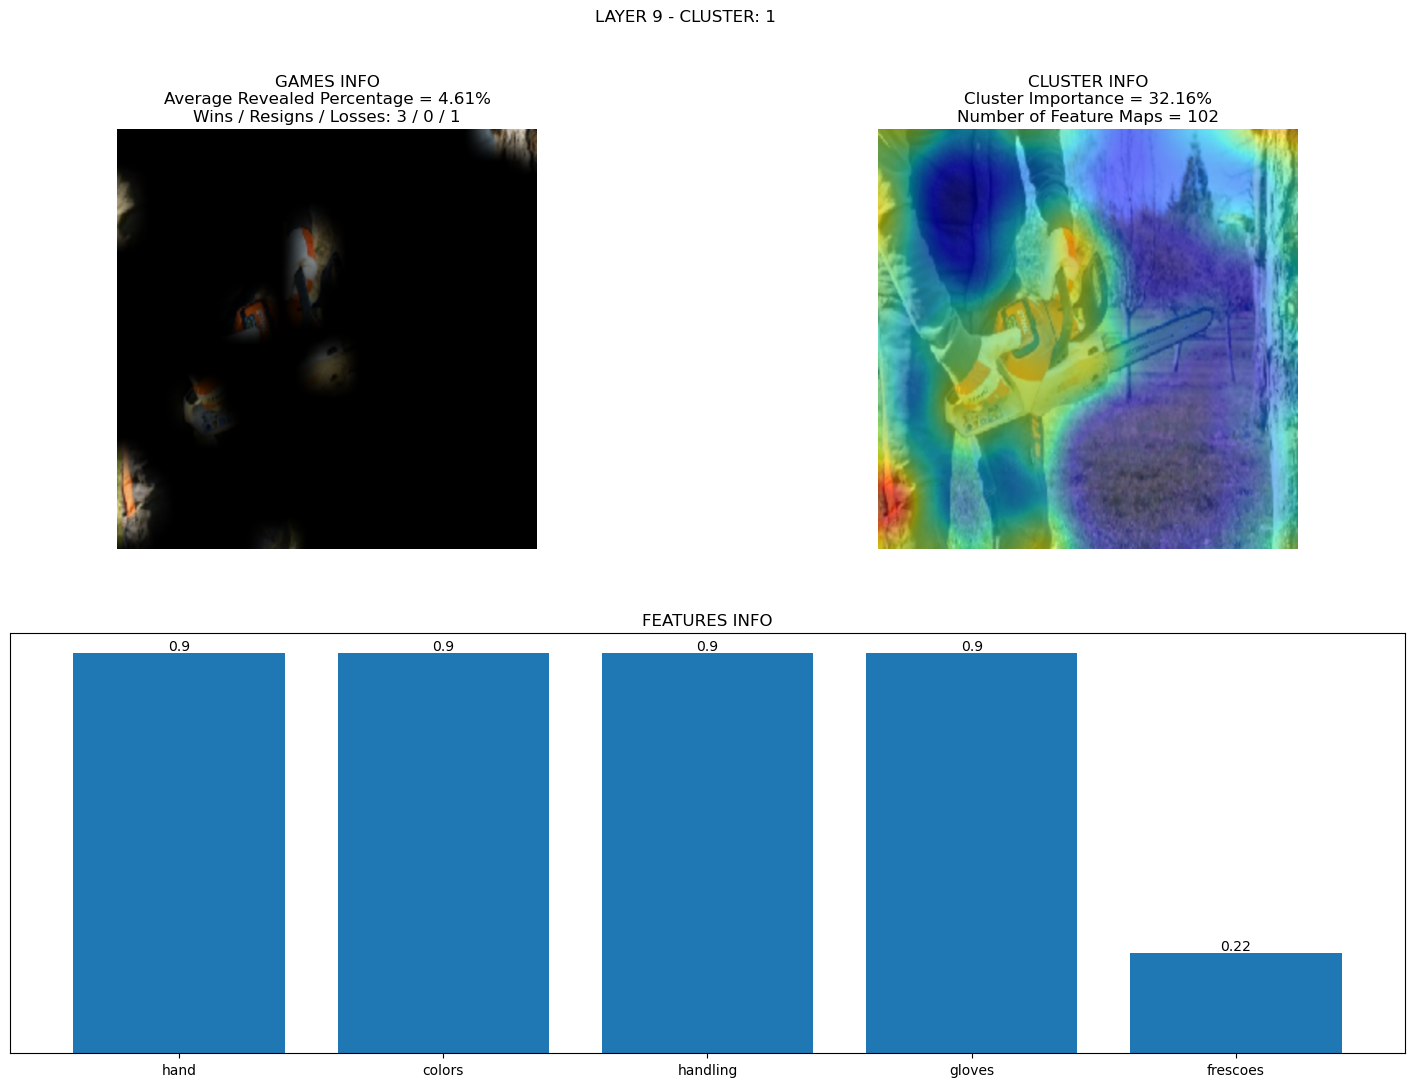 LAYER 9 - CLUSTER: 1
GAMES INFO
Average Revealed Percentage = 4.61%
Wins / Resigns / Losses: 3 / 0 / 1
CLUSTER INFO
Cluster Importance = 32.16%
Number of Feature Maps = 102
FEATURES INFO
0.9
0.9
0.9
0.9
0.22
hand
colors
handling
gloves
frescoes